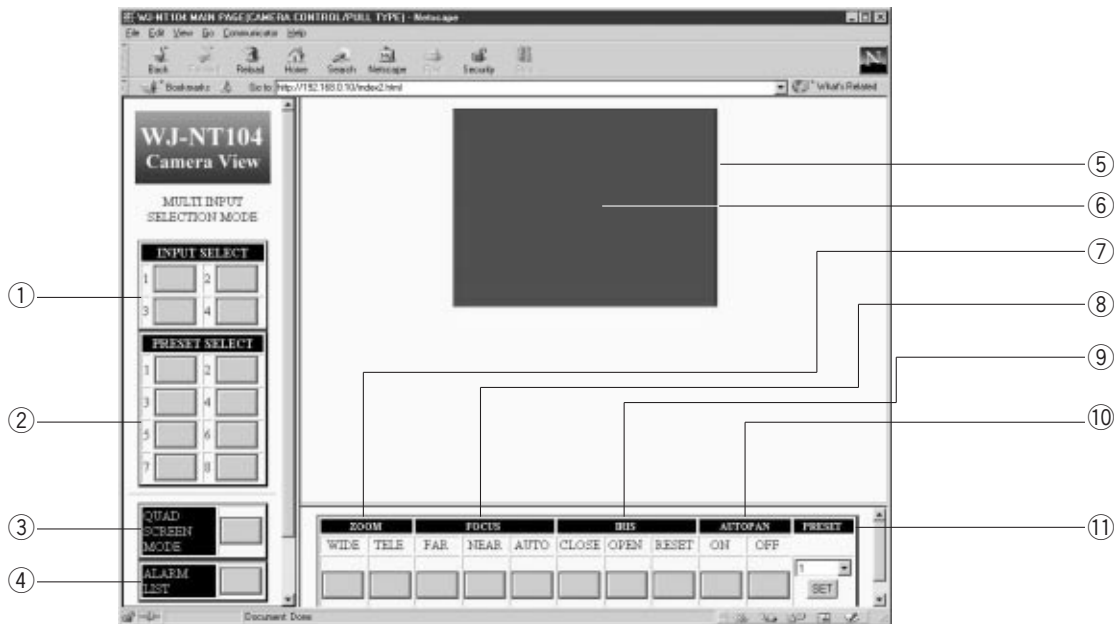 WJ-NT104 MAIN PAGE(CAMERA CONTROL/PULL TYPE) - Netscape
File Edit View Go Communicator Help
Back Reload Home Search Netscape Security
Bookmarks Go to http://192.168.0.10/index2.html What's Related
N
WJ-NT104
Camera View
MULTI INPUT
SELECTION MODE
INPUT SELECT
1 2
3 4
PRESET SELECT
1 2
3 4
5 6
7 8
QUAD
SCREEN
MODE
ALARM
LIST
ZOOM FOCUS IRIS AUTOPAN PRESET
WIDE TELE FAR NEAR AUTO CLOSE OPEN RESET ON OFF
1
SET
Document: Done
①
②
③
④
⑤
⑥
⑦
⑧
⑨
⑩
⑪